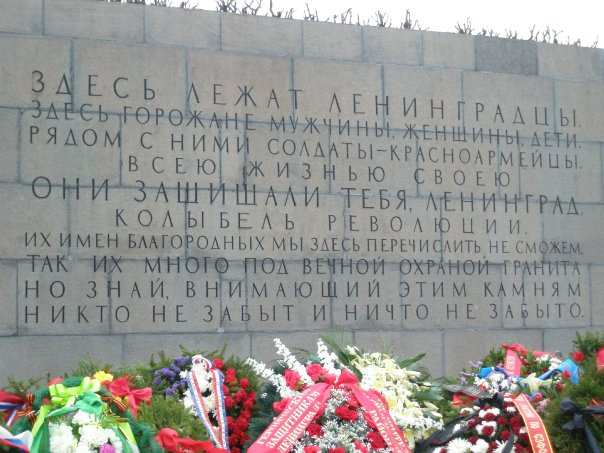 ЗДЕСЬ ЛЕЖАТ ЛЕНИНГРАДЦЫ.
ЗДЕСЬ ГОРОЖАНЕ МУЖЧИНЫ, ЖЕНЩИНЫ, ДЕТИ.
РЯДОМ С НИМИ СОЛДАТЫ-КРАСНОАРМЕЙЦЫ.
ВСЕЮ ЖИЗНЬЮ СВОЕЮ
ОНИ ЗАЩИЩАЛИ ТЕБЯ, ЛЕНИНГРАД,
КОЛЫБЕЛЬ РЕВОЛЮЦИИ.
ИХ ИМЕН БЛАГОРОДНЫХ МЫ ЗДЕСЬ ПЕРЕЧИСЛИТЬ НЕ СМОЖЕМ,
ТАК ИХ МНОГО ПОД ВЕЧНОЙ ОХРАНОЙ ГРАНИТА
НО ЗНАЙ, ВНИМАЮЩИЙ ЭТИМ КАМНЯМ
НИКТО НЕ ЗАБЫТ И НИЧТО НЕ ЗАБЫТО.